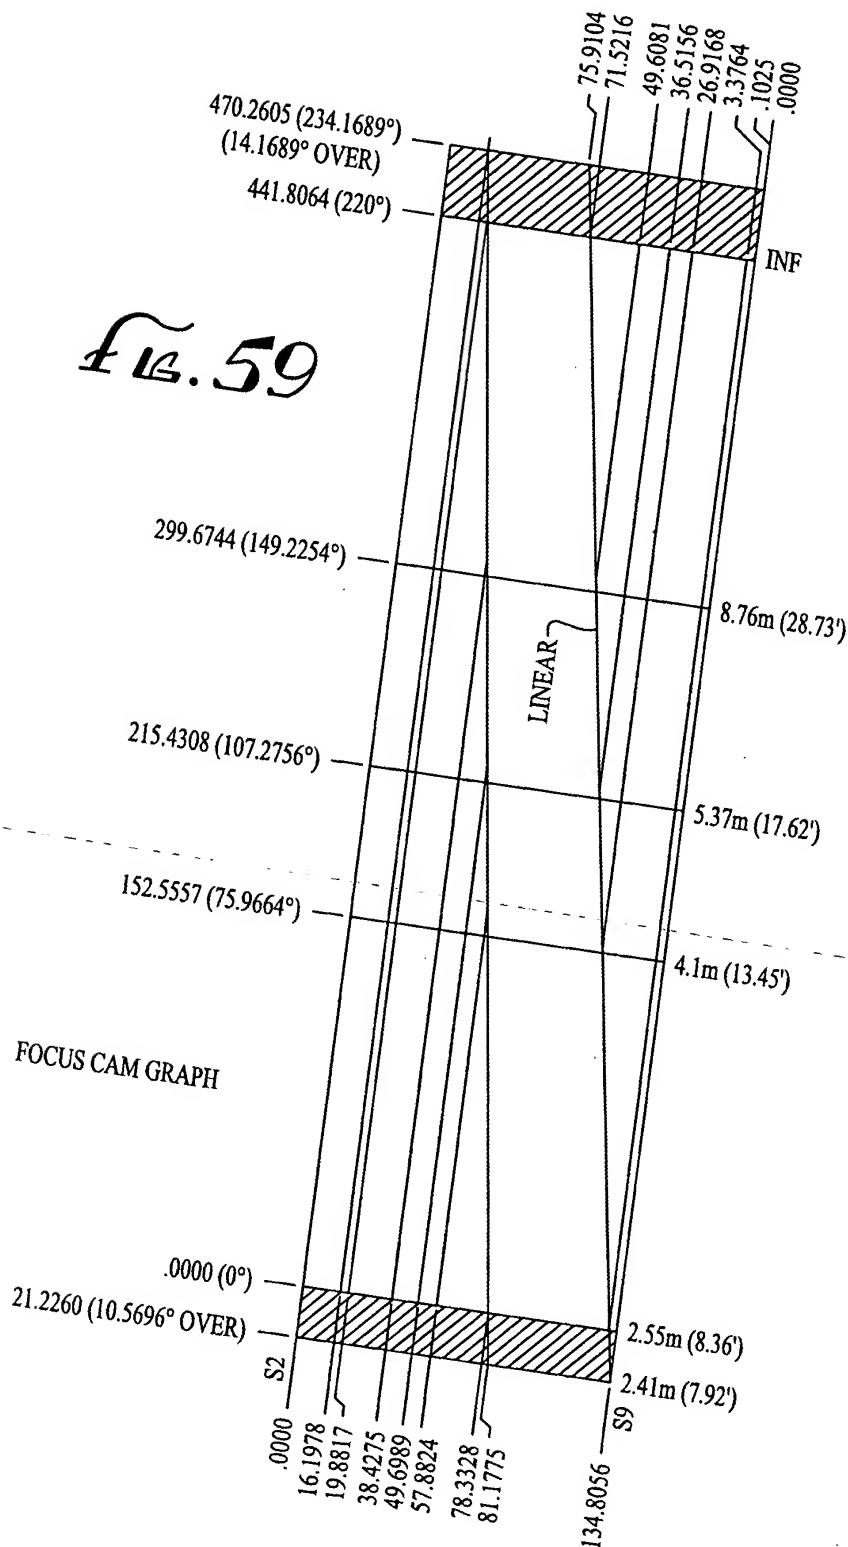 75.9104
71.5216
49.6081
36.5156
26.9168
3.3764
.1025
.0000
470.2605 (234.1689°)
(14.1689° OVER)
441.8064 (220°)
INF
FIG. 59
299.6744 (149.2254°)
8.76m (28.73')
LINEAR
215.4308 (107.2756°)
5.37m (17.62')
152.5557 (75.9664°)
4.1m (13.45')
FOCUS CAM GRAPH
.0000 (0°)
21.2260 (10.5696° OVER)
2.55m (8.36')
2.41m (7.92')
S2
S9
.0000
16.1978
19.8817
38.4275
49.6989
57.8824
78.3328
81.1775
134.8056